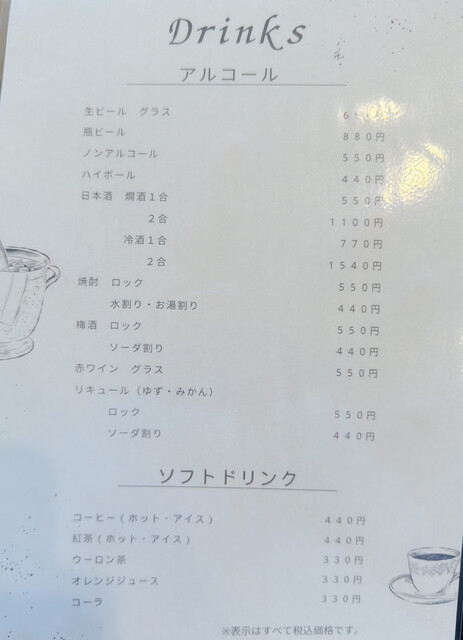 Drinks
アルコール
生ビール グラス
瓶ビール 880円
ノンアルコール 550円
ハイボール 440円
日本酒 燗酒1合 550円
2合 1100円
冷酒1合 770円
2合 1540円
焼酎 ロック 550円
水割り・お湯割り 440円
梅酒 ロック 550円
ソーダ割り 440円
赤ワイン グラス 550円
リキュール（ゆず・みかん）
ロック 550円
ソーダ割り 440円
ソフトドリンク
コーヒー（ホット・アイス） 440円
紅茶（ホット・アイス） 440円
ウーロン茶 330円
オレンジジュース 330円
コーラ 330円
※表示はすべて税込価格です。